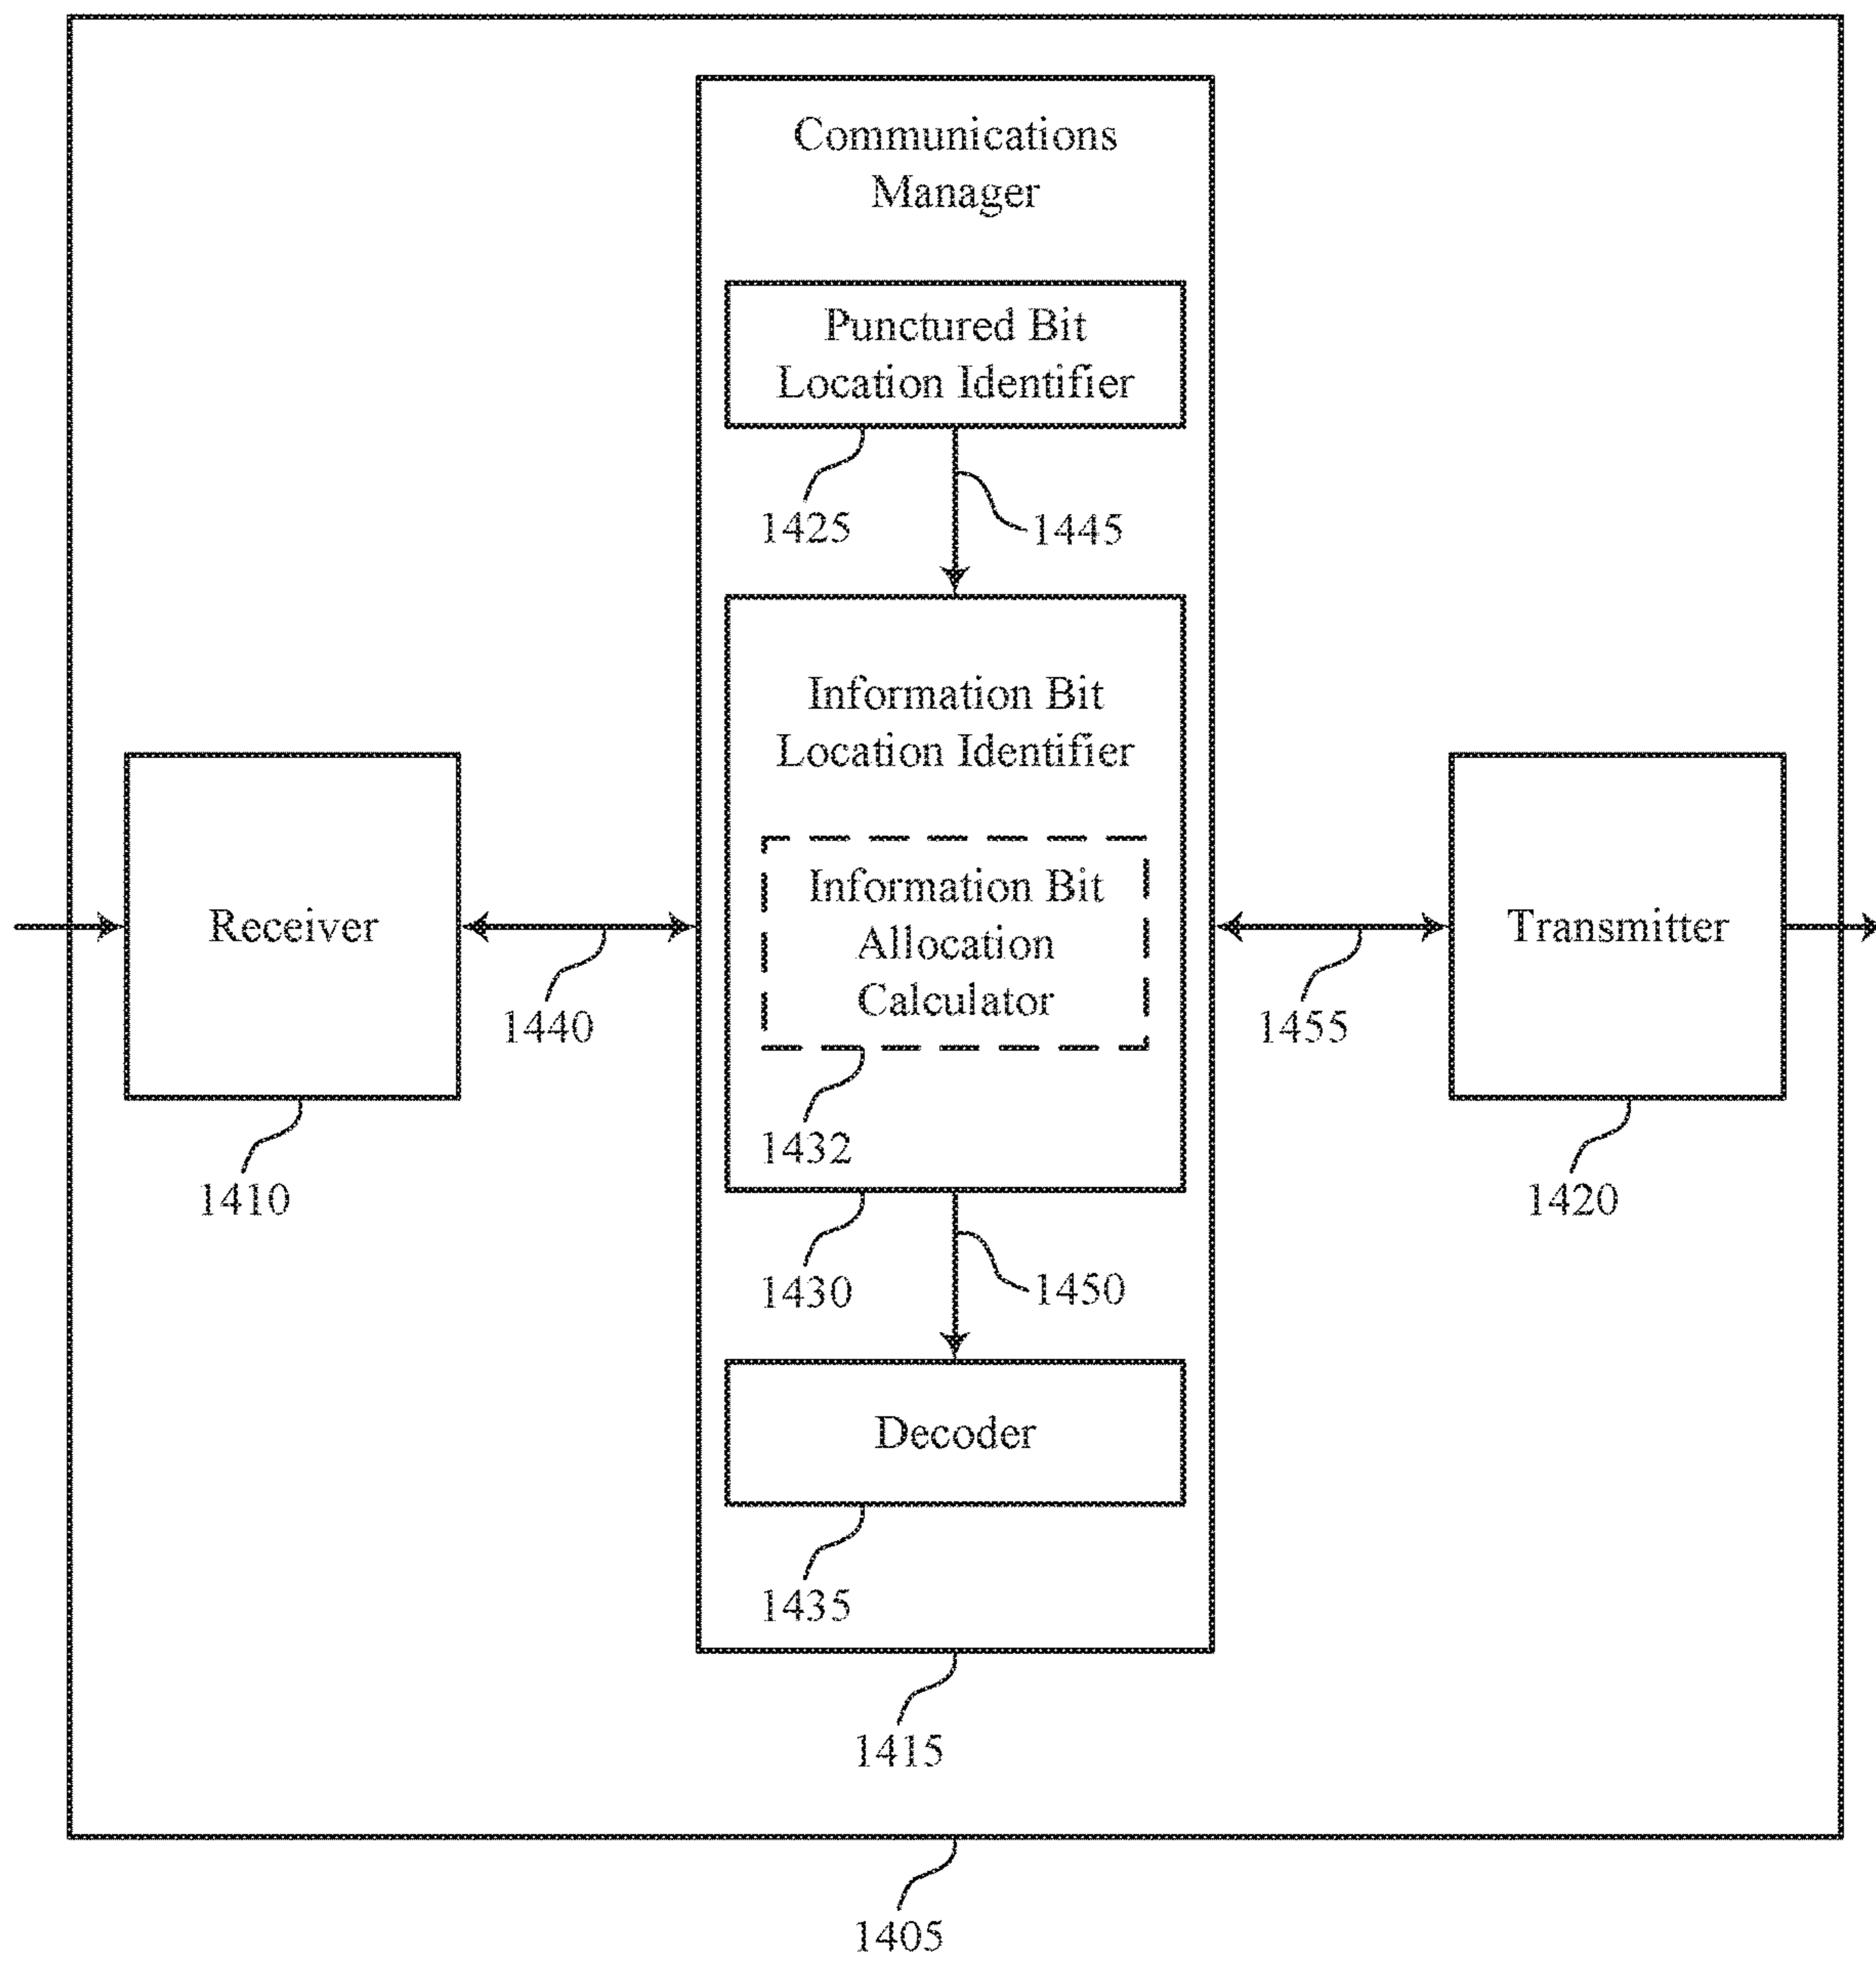 Communications
Manager
Punctured Bit
Location Identifier
1425
1445
Information Bit
Location Identifier
Information Bit
Allocation
Calculator
1432
Receiver
1440
1410
Transmitter
1455
1420
1430
1450
Decoder
1435
1415
1405